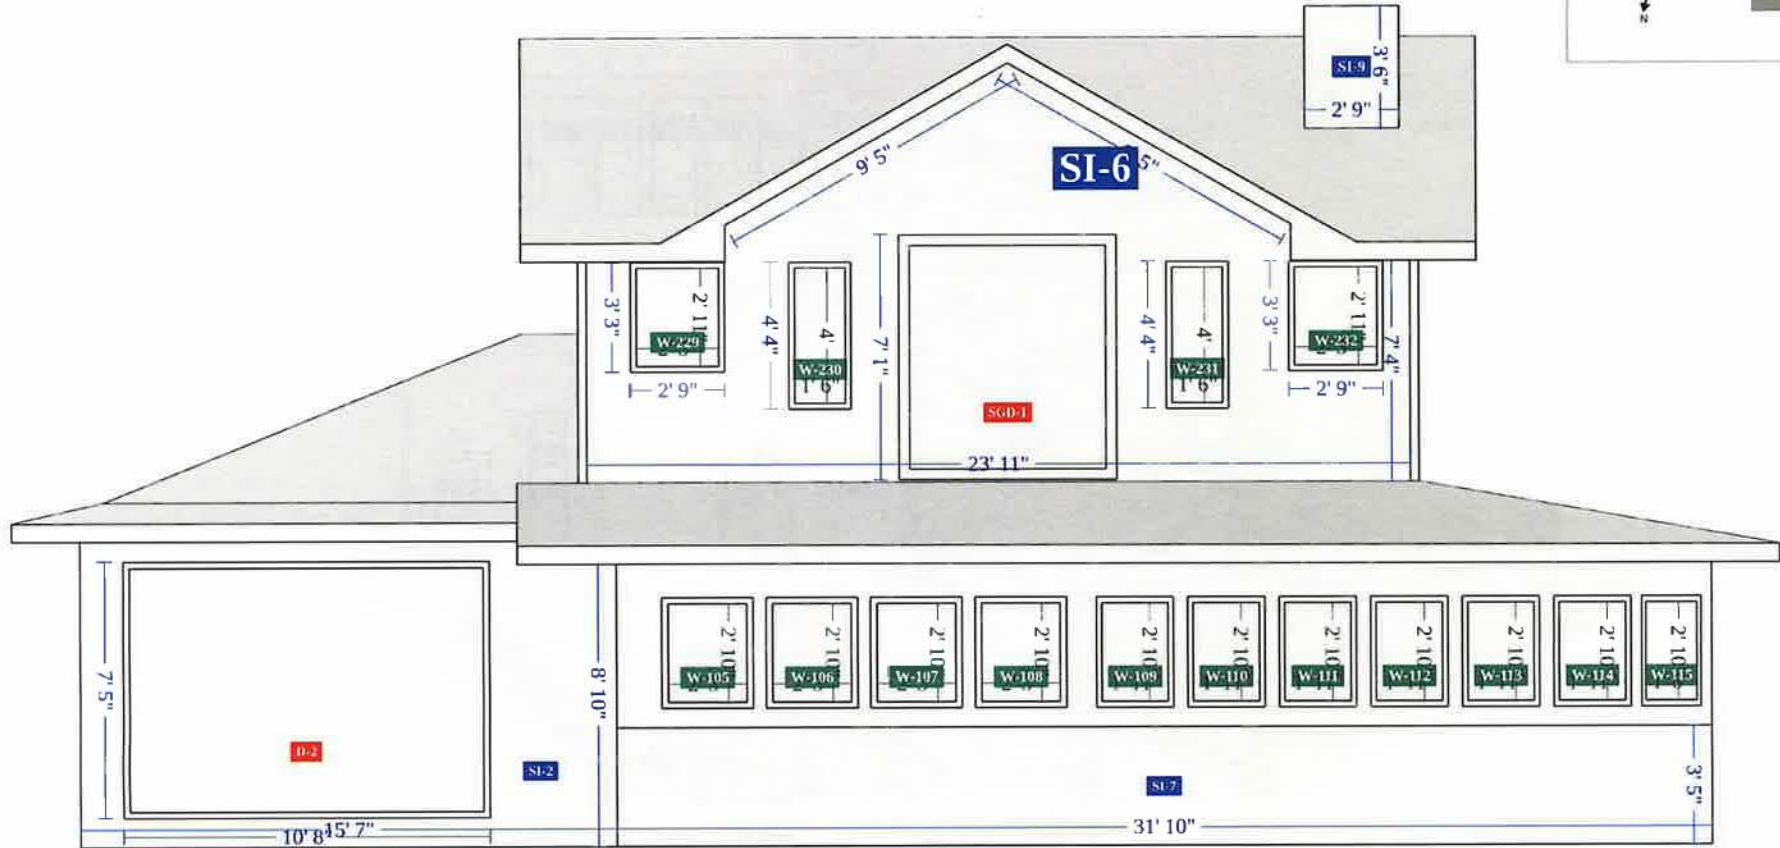 N
3' 6"
SI-9
2' 9"
9' 5"
SI-6
5"
3' 3"
2' 11"
W-229
2' 9"
4' 4"
4'
W-230
1' 6"
7' 1"
SGD-1
23' 11"
4' 4"
4'
W-231
1' 6"
3' 3"
2' 11"
W-232
2' 9"
7' 4"
7' 5"
D-2
10' 8"
15' 7"
SI-2
8' 10"
2' 10"
W-105
2' 10"
W-106
2' 10"
W-107
2' 10"
W-108
2' 10"
W-109
2' 10"
W-110
2' 10"
W-111
2' 10"
W-112
2' 10"
W-113
2' 10"
W-114
2' 10"
W-115
SI-7
31' 10"
3' 5"